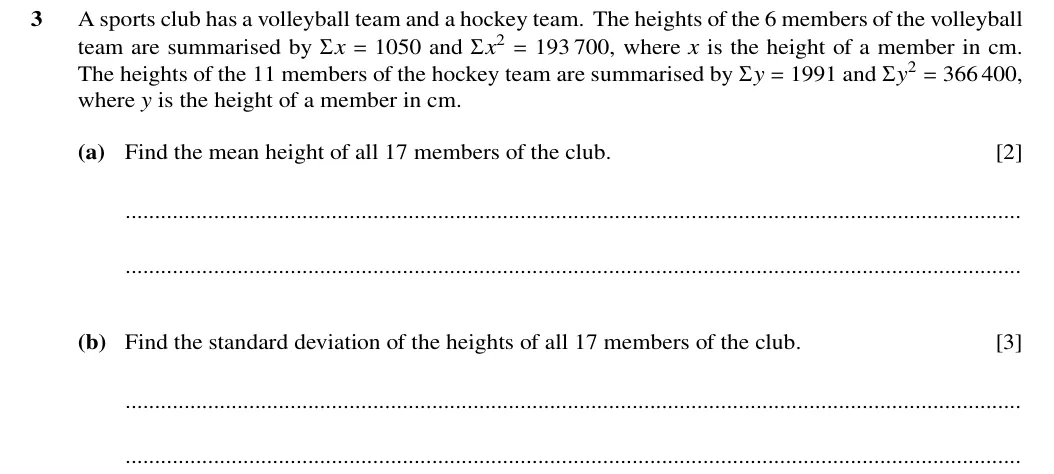 3 A sports club has a volleyball team and a hockey team. The heights of the 6 members of the volleyball
team are summarised by Σx = 1050 and Σx² = 193 700, where x is the height of a member in cm.
The heights of the 11 members of the hockey team are summarised by Σy = 1991 and Σy² = 366 400,
where y is the height of a member in cm.
(a) Find the mean height of all 17 members of the club. [2]
(b) Find the standard deviation of the heights of all 17 members of the club. [3]